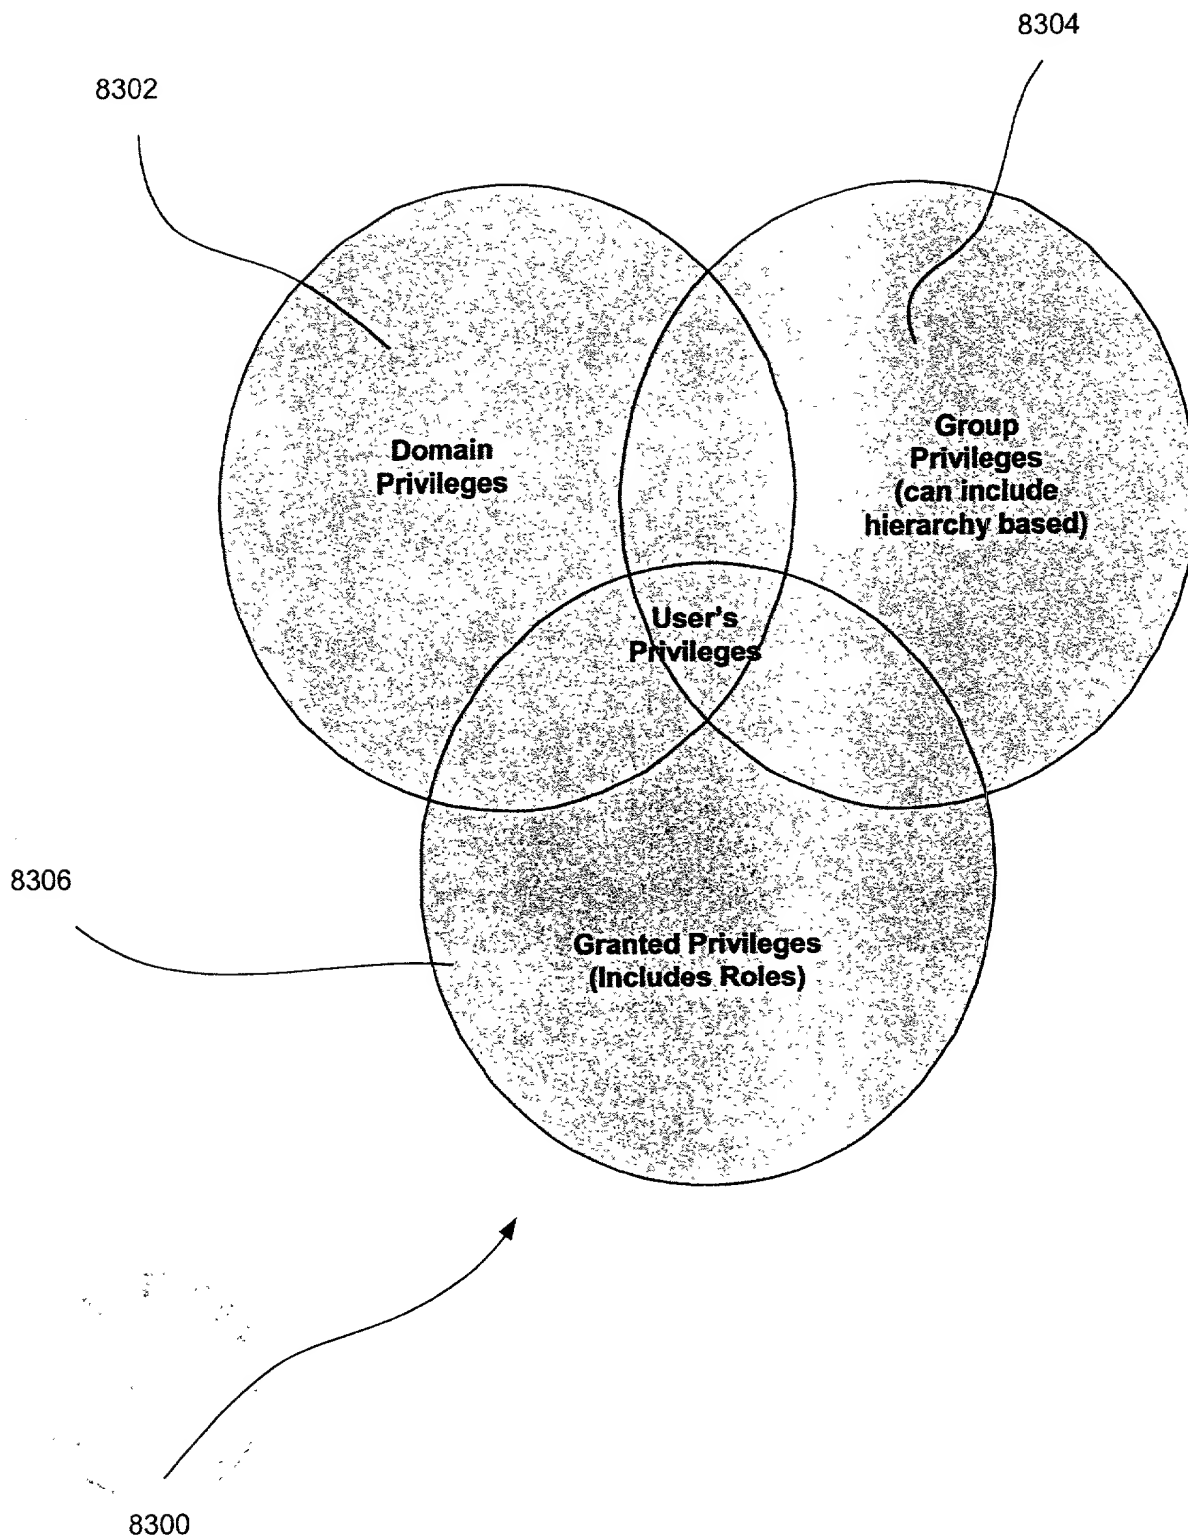 8304
8302
Domain
Privileges
Group
Privileges
(can include
hierarchy based)
User's
Privileges
8306
Granted Privileges
(Includes Roles)
8300